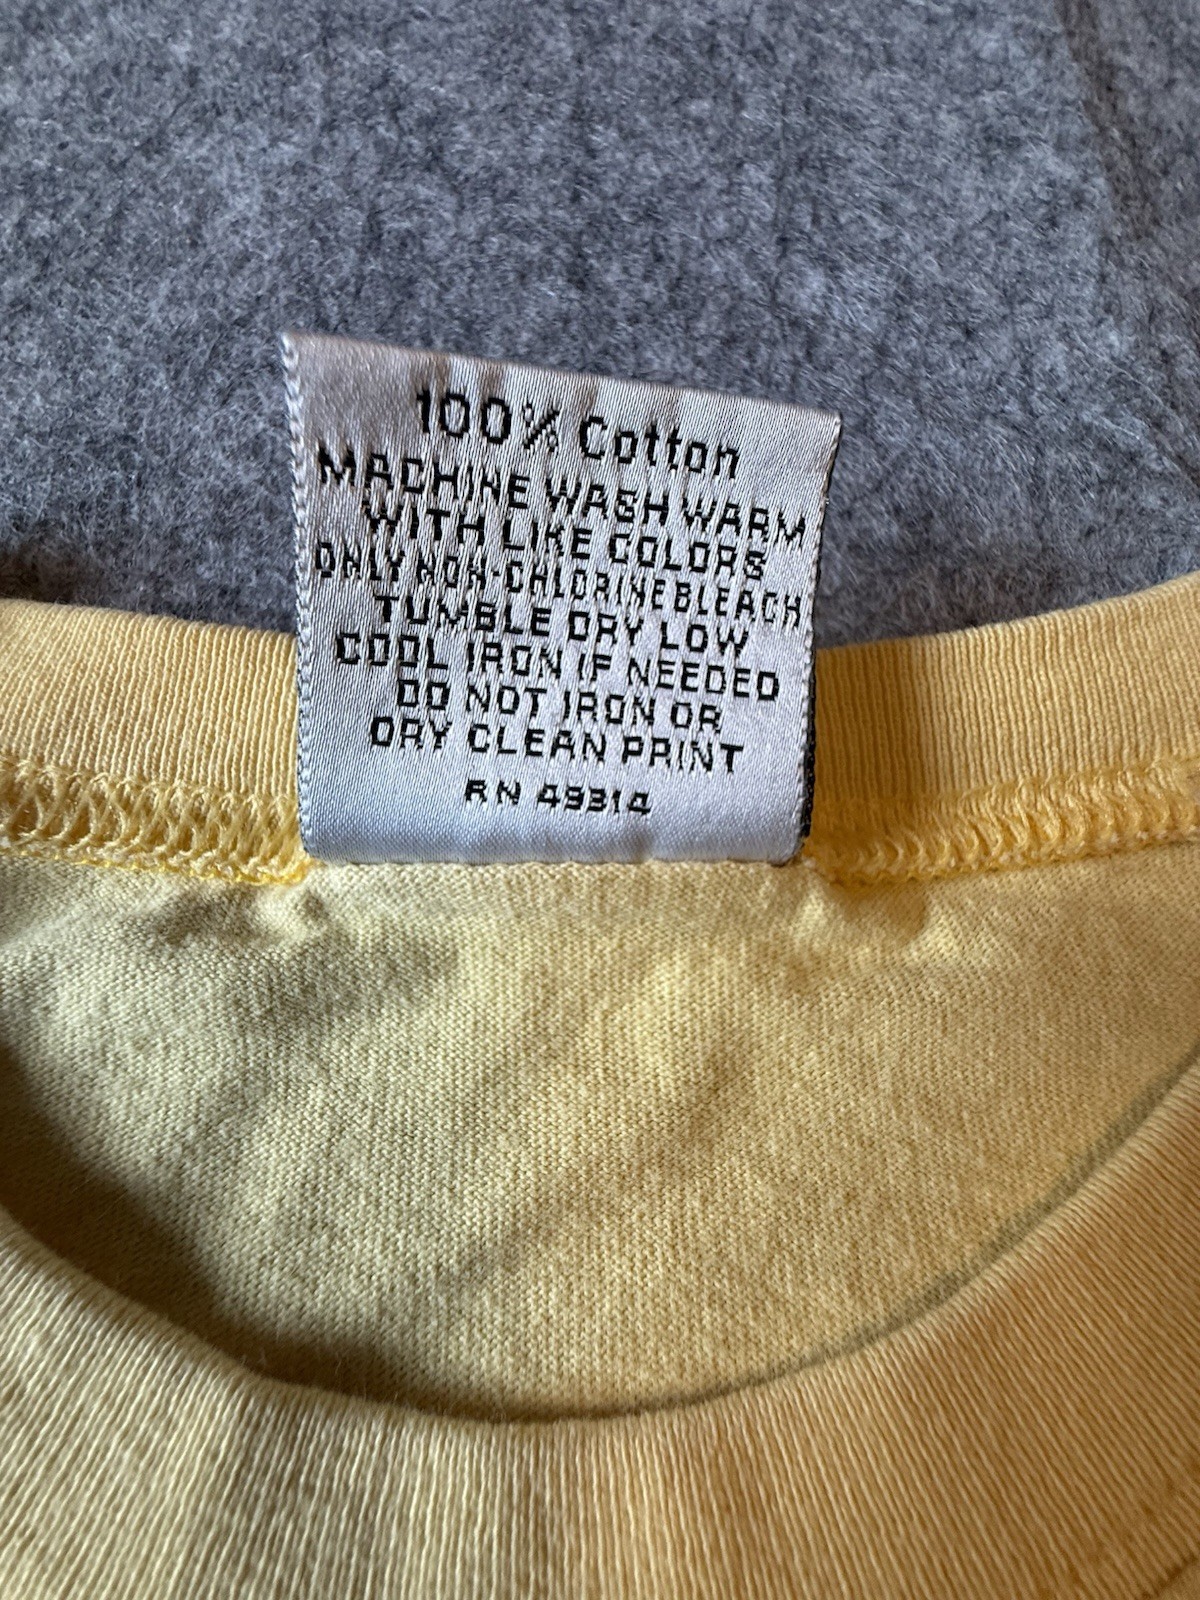 100% Cotton
MACHINE WASH WARM
WITH LIKE COLORS
ONLY NON-CHLORINE BLEACH
TUMBLE DRY LOW
COOL IRON IF NEEDED
DO NOT IRON OR
DRY CLEAN PRINT
RN 49314